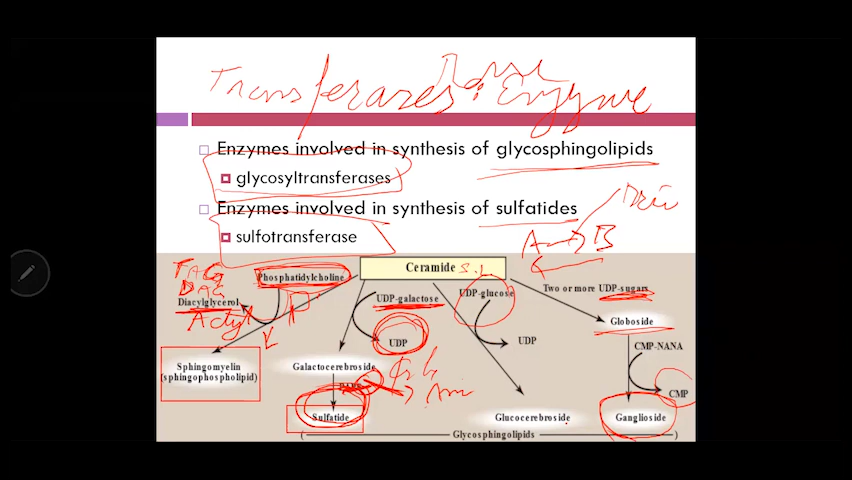 Transferases : Enzyme
Enzymes involved in synthesis of glycosphingolipids
glycosyltransferases
Enzymes involved in synthesis of sulfatides
sulfotransferase
A → B
Ceramide
TAG
DAG
Phosphatidylcholine
Diacylglycerol
UDP-galactose
UDP-glucose
Two or more UDP-sugars
Globoside
P
UDP
UDP
CMP-NANA
Sphingomyelin
(sphingophospholipid)
Galactocerebroside
CMP
Sulfatide
Glucocerebroside
Ganglioside
Glycosphingolipids